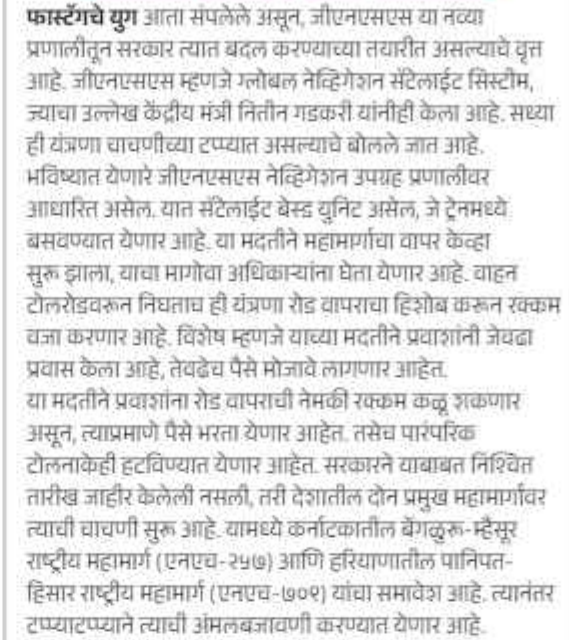 फास्टॅगचे युग आता संपलेले असून, जीएनएसएस या नव्या
प्रणालीतून सरकार त्यात बदल करण्याच्या तयारीत असल्याचे वृत्त
आहे. जीएनएसएस म्हणजे ग्लोबल नेव्हिगेशन सॅटेलाईट सिस्टीम,
ज्याचा उल्लेख केंद्रीय मंत्री नितीन गडकरी यांनीही केला आहे. सध्या
ही यंत्रणा चाचणीच्या टप्प्यात असल्याचे बोलले जात आहे.
भविष्यात येणारे जीएनएसएस नेव्हिगेशन उपग्रह प्रणालीवर
आधारित असेल. यात सॅटेलाईट बेस्ड युनिट असेल, जे ट्रेनमध्ये
बसवण्यात येणार आहे. या मदतीने महामार्गाचा वापर केव्हा
सुरू झाला, याचा मागोवा अधिकाऱ्यांना घेता येणार आहे. वाहन
टोलरोडवरून निघताच ही यंत्रणा रोड वापराचा हिशोब करून रक्कम
वजा करणार आहे. विशेष म्हणजे याच्या मदतीने प्रवाशांनी जेवढा
प्रवास केला आहे, तेवढेच पैसे मोजावे लागणार आहेत.
या मदतीने प्रवाशांना रोड वापराची नेमकी रक्कम कळू शकणार
असून, त्याप्रमाणे पैसे भरता येणार आहेत. तसेच पारंपरिक
टोलनाकेही हटविण्यात येणार आहेत. सरकारने याबाबत निश्चित
तारीख जाहीर केलेली नसली, तरी देशातील दोन प्रमुख महामार्गांवर
त्याची चाचणी सुरू आहे. यामध्ये कर्नाटकातील बेंगळुरू-म्हैसूर
राष्ट्रीय महामार्ग (एनएच-२५७) आणि हरियाणातील पानिपत-
हिसार राष्ट्रीय महामार्ग (एनएच-७०९) यांचा समावेश आहे. त्यानंतर
टप्प्याटप्प्याने त्याची अंमलबजावणी करण्यात येणार आहे.